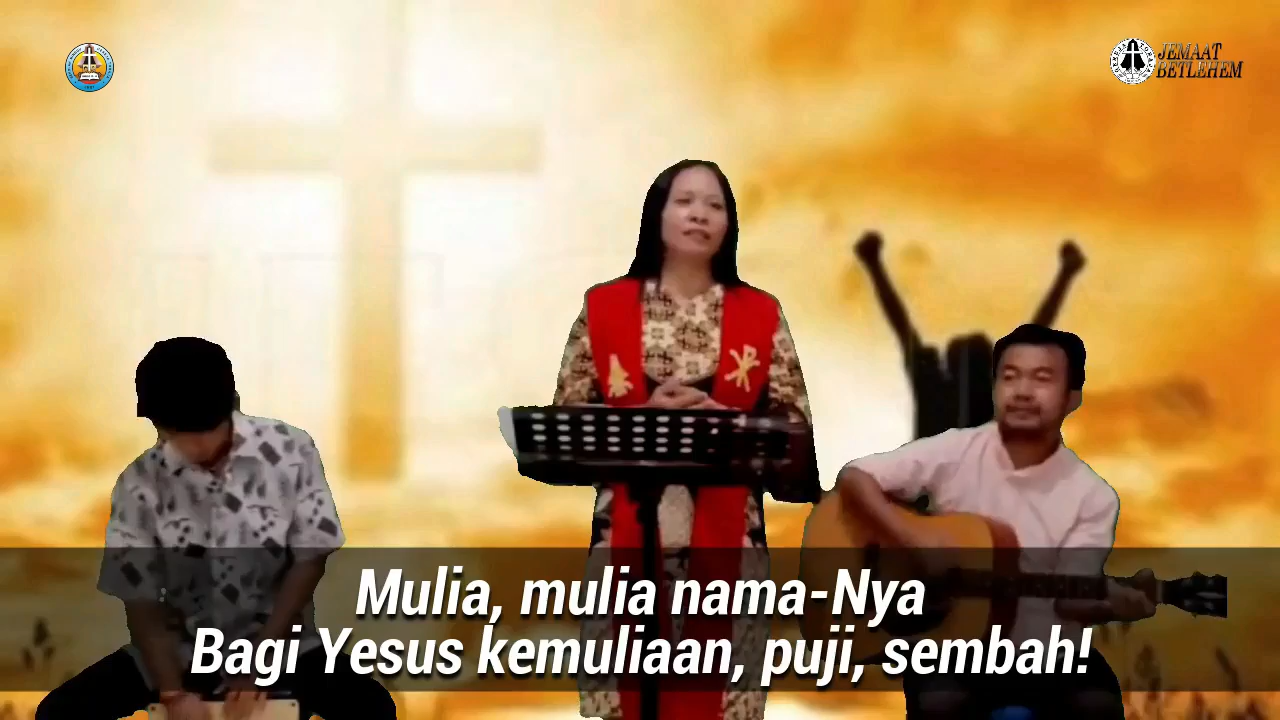 JEMAAT
BETLEHEM
Mulia, mulia nama-Nya
Bagi Yesus kemuliaan, puji, sembah!